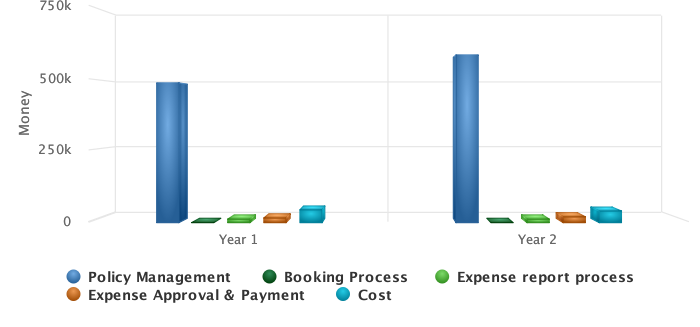 750k
500k
250k
0
Money
Year 1 Year 2
Policy Management Booking Process Expense report process
Expense Approval & Payment Cost